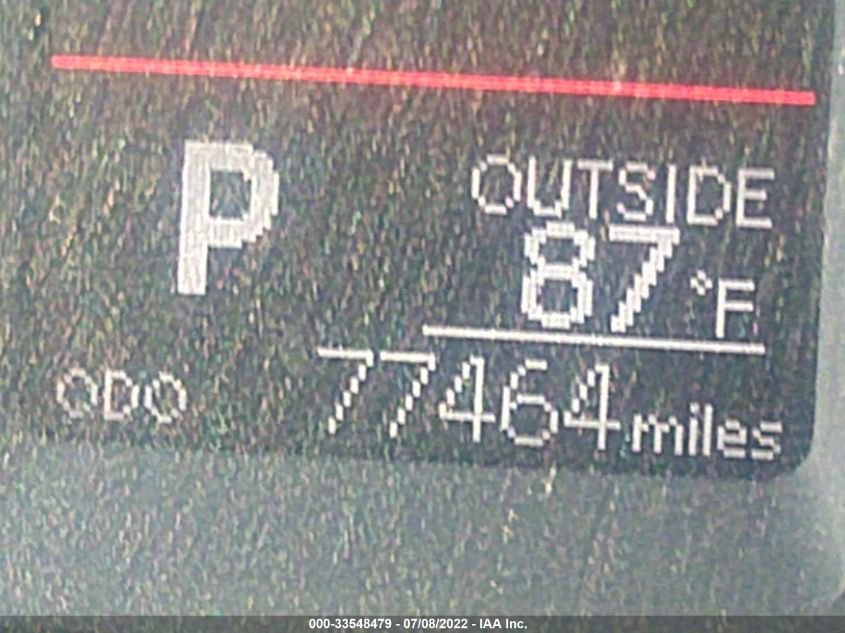 P
OUTSIDE
87 °F
ODO 77464 miles
000-33548479 - 07/08/2022 - IAA Inc.